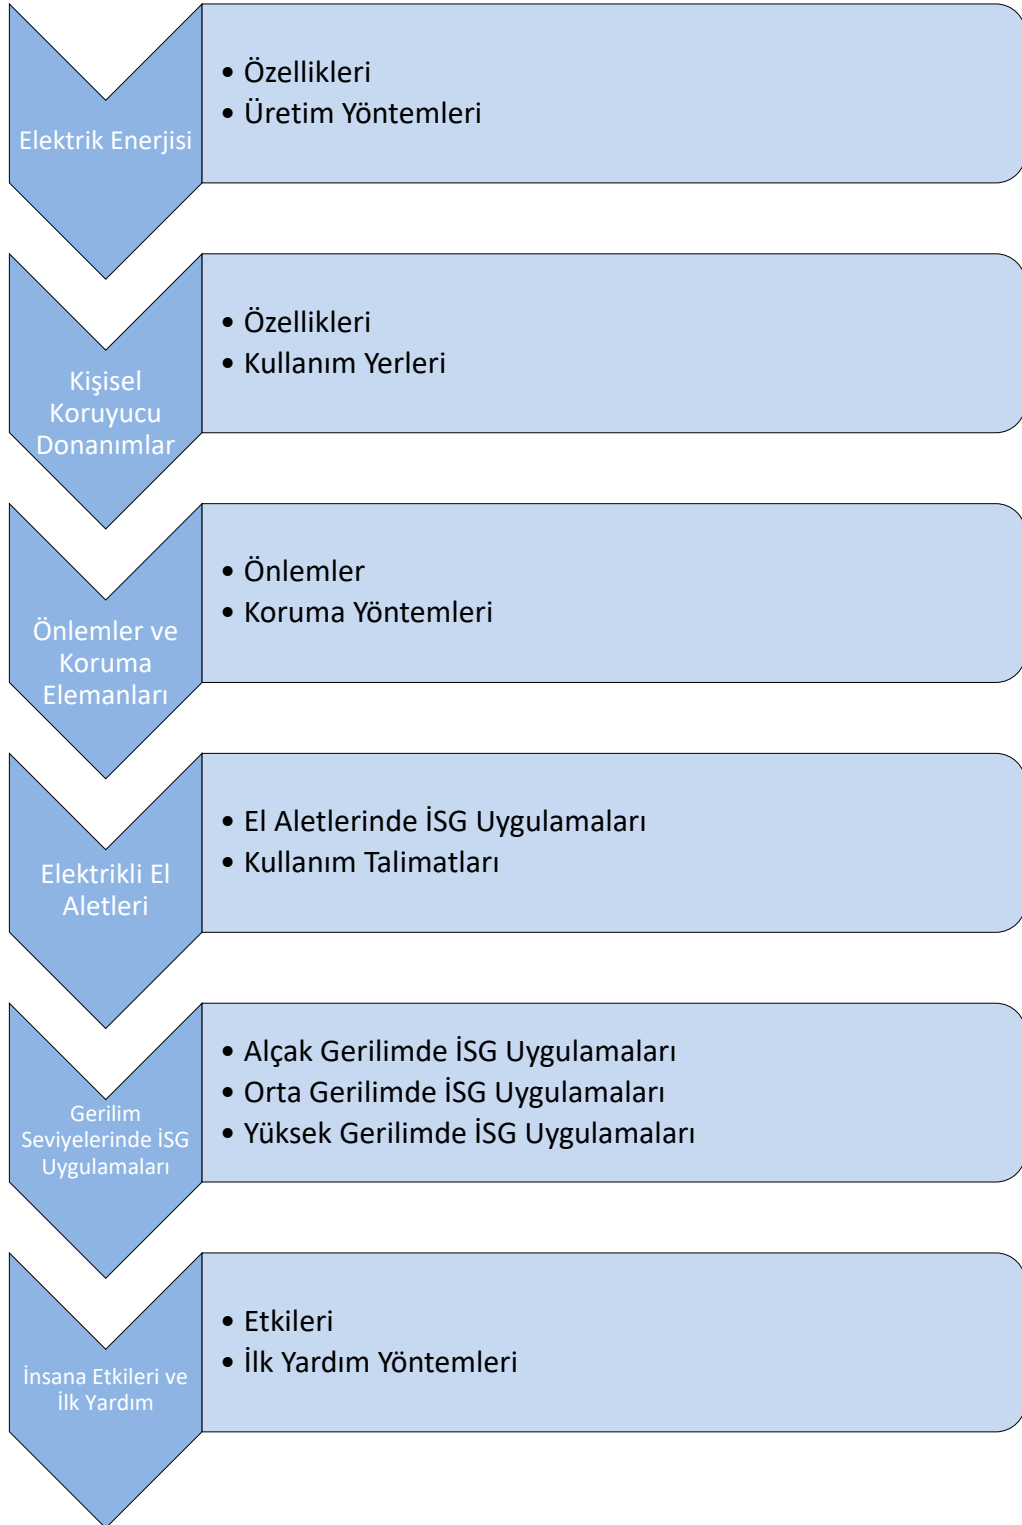 Elektrik Enerjisi
• Özellikleri
• Üretim Yöntemleri
Kişisel
Koruyucu
Donanımlar
• Özellikleri
• Kullanım Yerleri
Önlemler ve
Koruma
Elemanları
• Önlemler
• Koruma Yöntemleri
Elektrikli El
Aletleri
• El Aletlerinde İSG Uygulamaları
• Kullanım Talimatları
Gerilim
Seviyelerinde İSG
Uygulamaları
• Alçak Gerilimde İSG Uygulamaları
• Orta Gerilimde İSG Uygulamaları
• Yüksek Gerilimde İSG Uygulamaları
İnsana Etkileri ve
İlk Yardım
• Etkileri
• İlk Yardım Yöntemleri